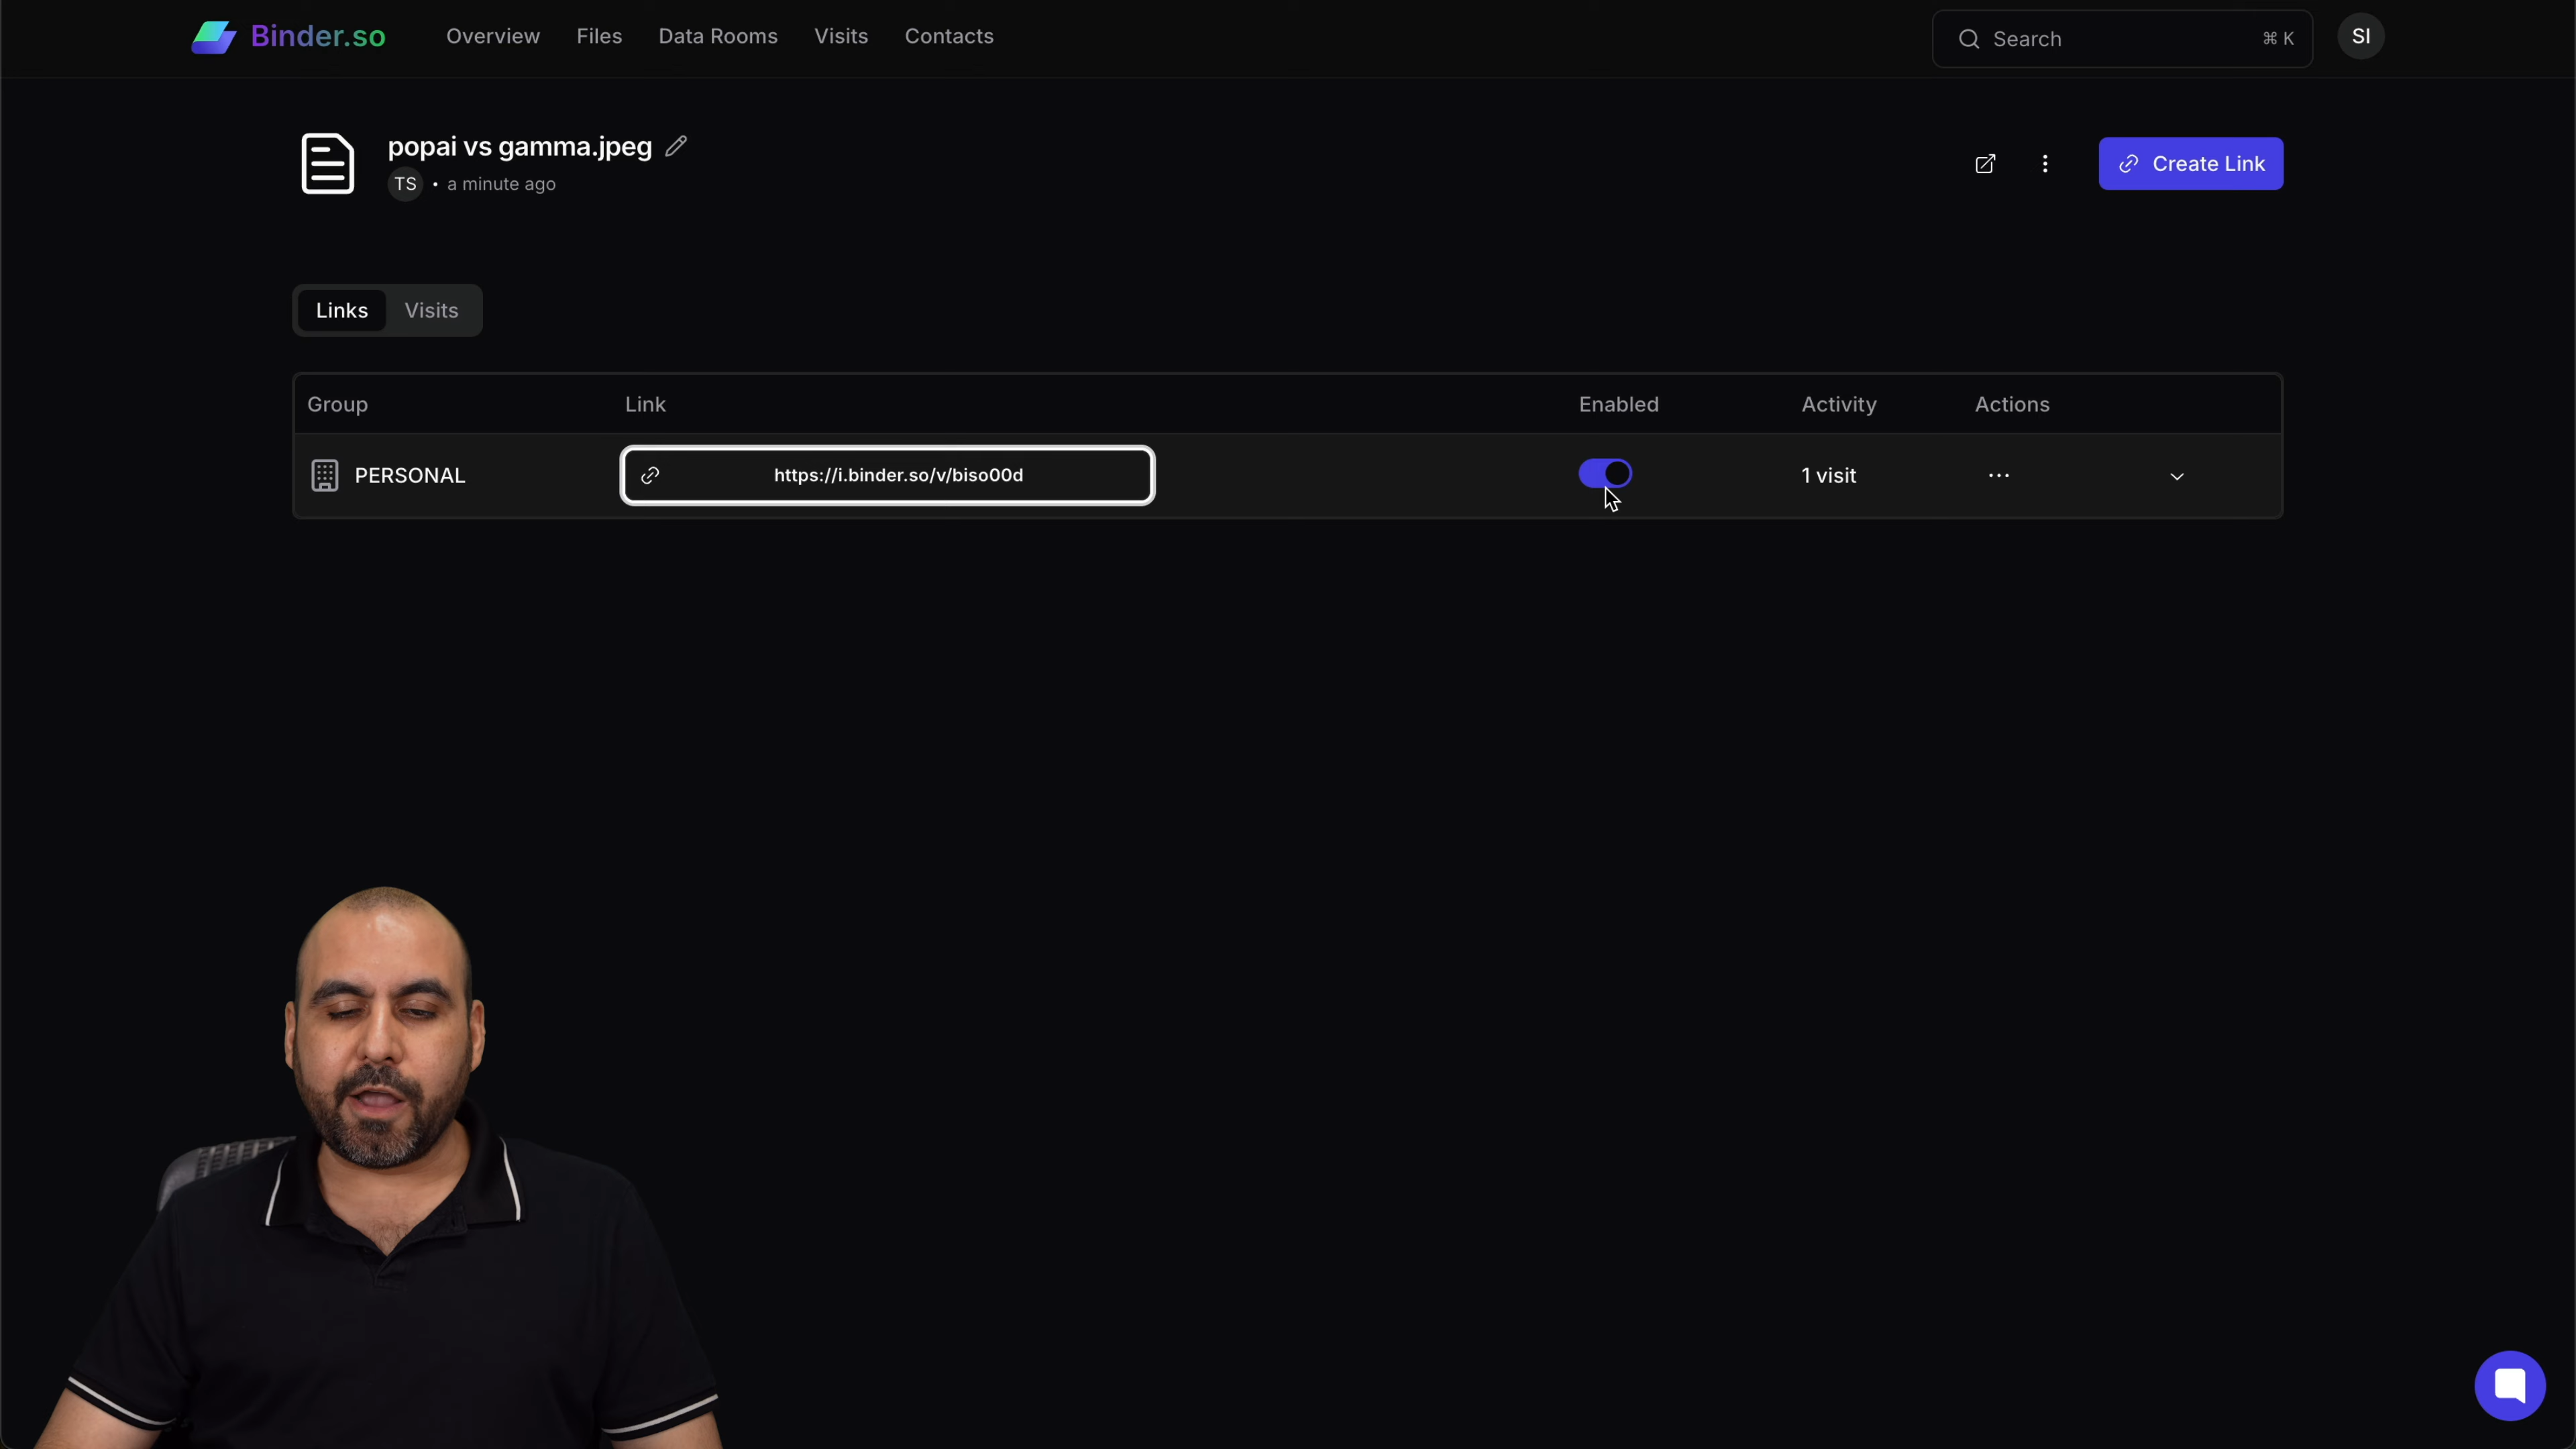 Binder.so Overview Files Data Rooms Visits Contacts Search ⌘ K SI
popai vs gamma.jpeg
TS • a minute ago
Create Link
Links Visits
Group Link Enabled Activity Actions
PERSONAL https://i.binder.so/v/biso00d 1 visit